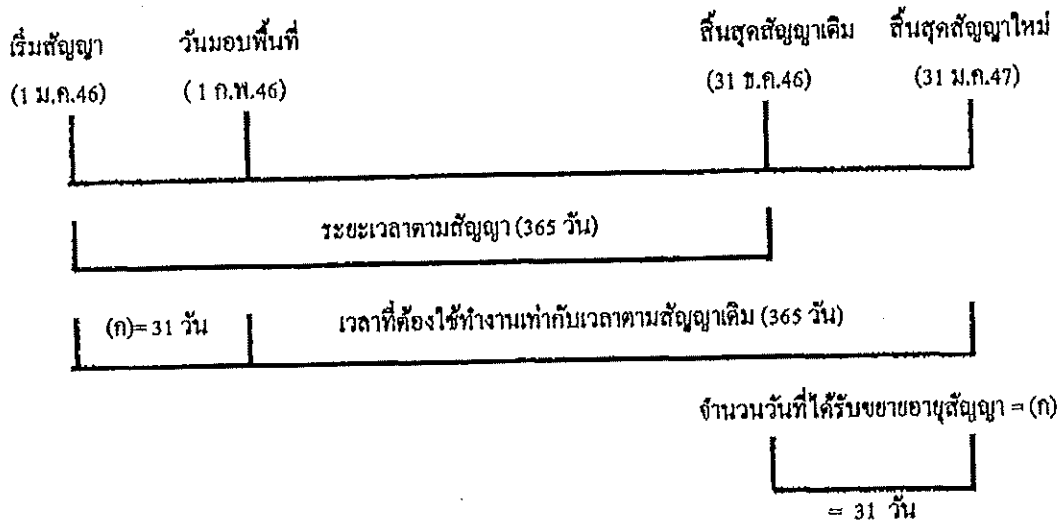 เริ่มสัญญา วันมอบพื้นที่ สิ้นสุดสัญญาเดิม สิ้นสุดสัญญาใหม่
(1 ม.ค.46) (1 ก.พ.46) (31 ธ.ค.46) (31 ม.ค.47)
ระยะเวลาตามสัญญา (365 วัน)
(ก)= 31 วัน เวลาที่ต้องใช้ทำงานเท่ากับเวลาตามสัญญาเดิม (365 วัน)
จำนวนวันที่ได้รับขยายอายุสัญญา = (ก)
= 31 วัน